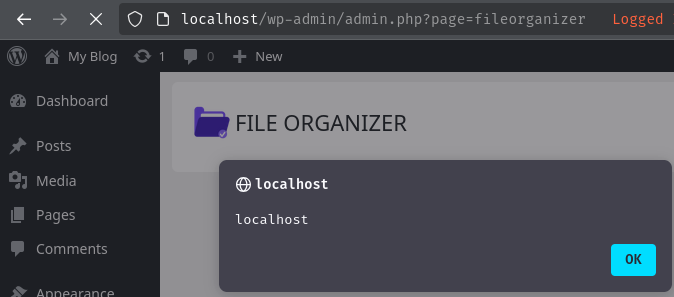 localhost/wp-admin/admin.php?page=fileorganizer Logged
My Blog 1 0 New
Dashboard
FILE ORGANIZER
Posts
Media
Pages
Comments
Appearance
localhost
localhost
OK